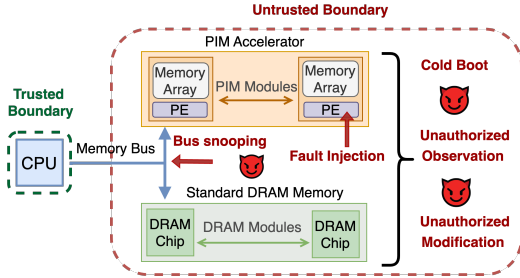 Untrusted Boundary
PIM Accelerator
Memory
Array
PE
PIM Modules
Memory
Array
PE
Cold Boot
Trusted
Boundary
CPU
Memory Bus
Bus snooping
Fault Injection
Unauthorized
Observation
Standard DRAM Memory
DRAM
Chip
DRAM Modules
DRAM
Chip
Unauthorized
Modification